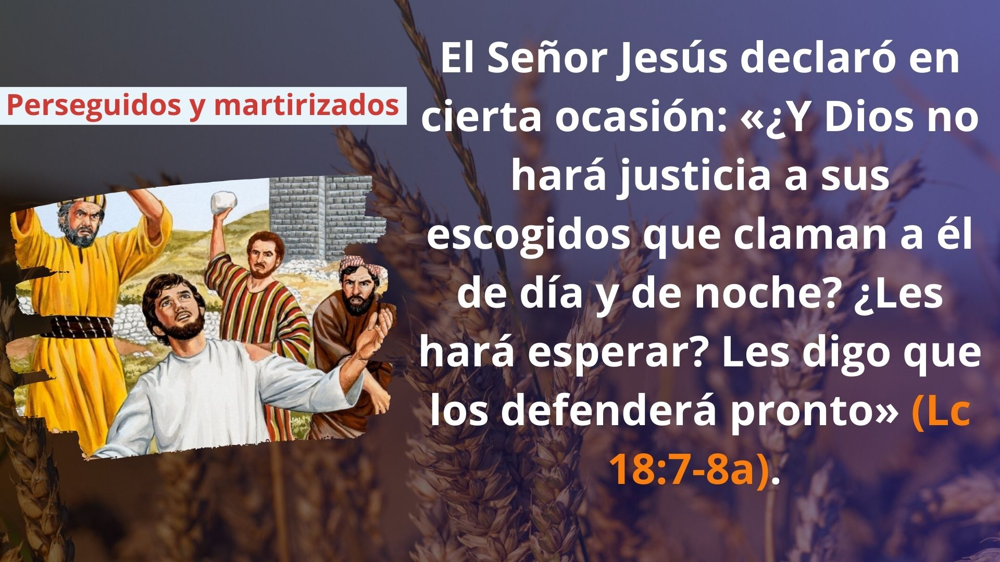 Perseguidos y martirizados
El Señor Jesús declaró en
cierta ocasión: «¿Y Dios no
hará justicia a sus
escogidos que claman a él
de día y de noche? ¿Les
hará esperar? Les digo que
los defenderá pronto» (Lc
18:7-8a).